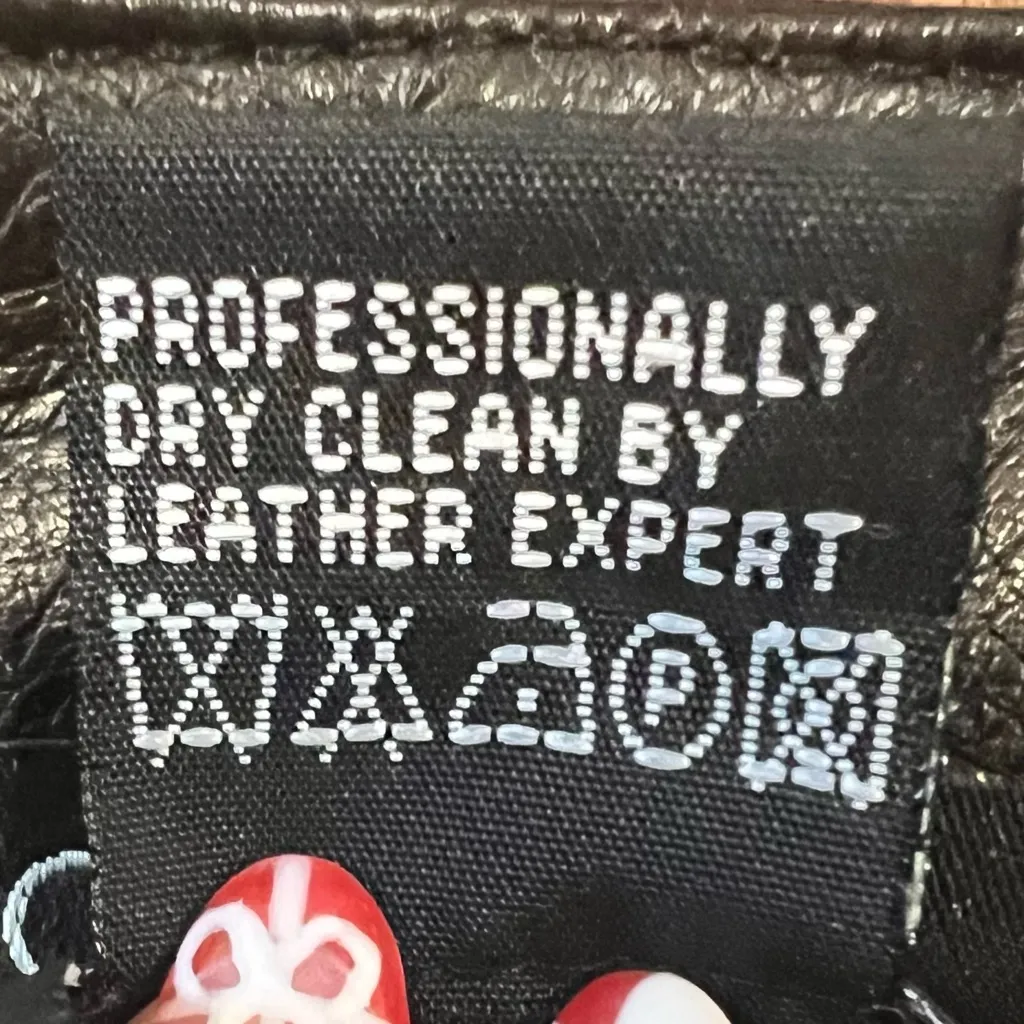 PROFESSIONALLY
DRY CLEAN BY
LEATHER EXPERT
P